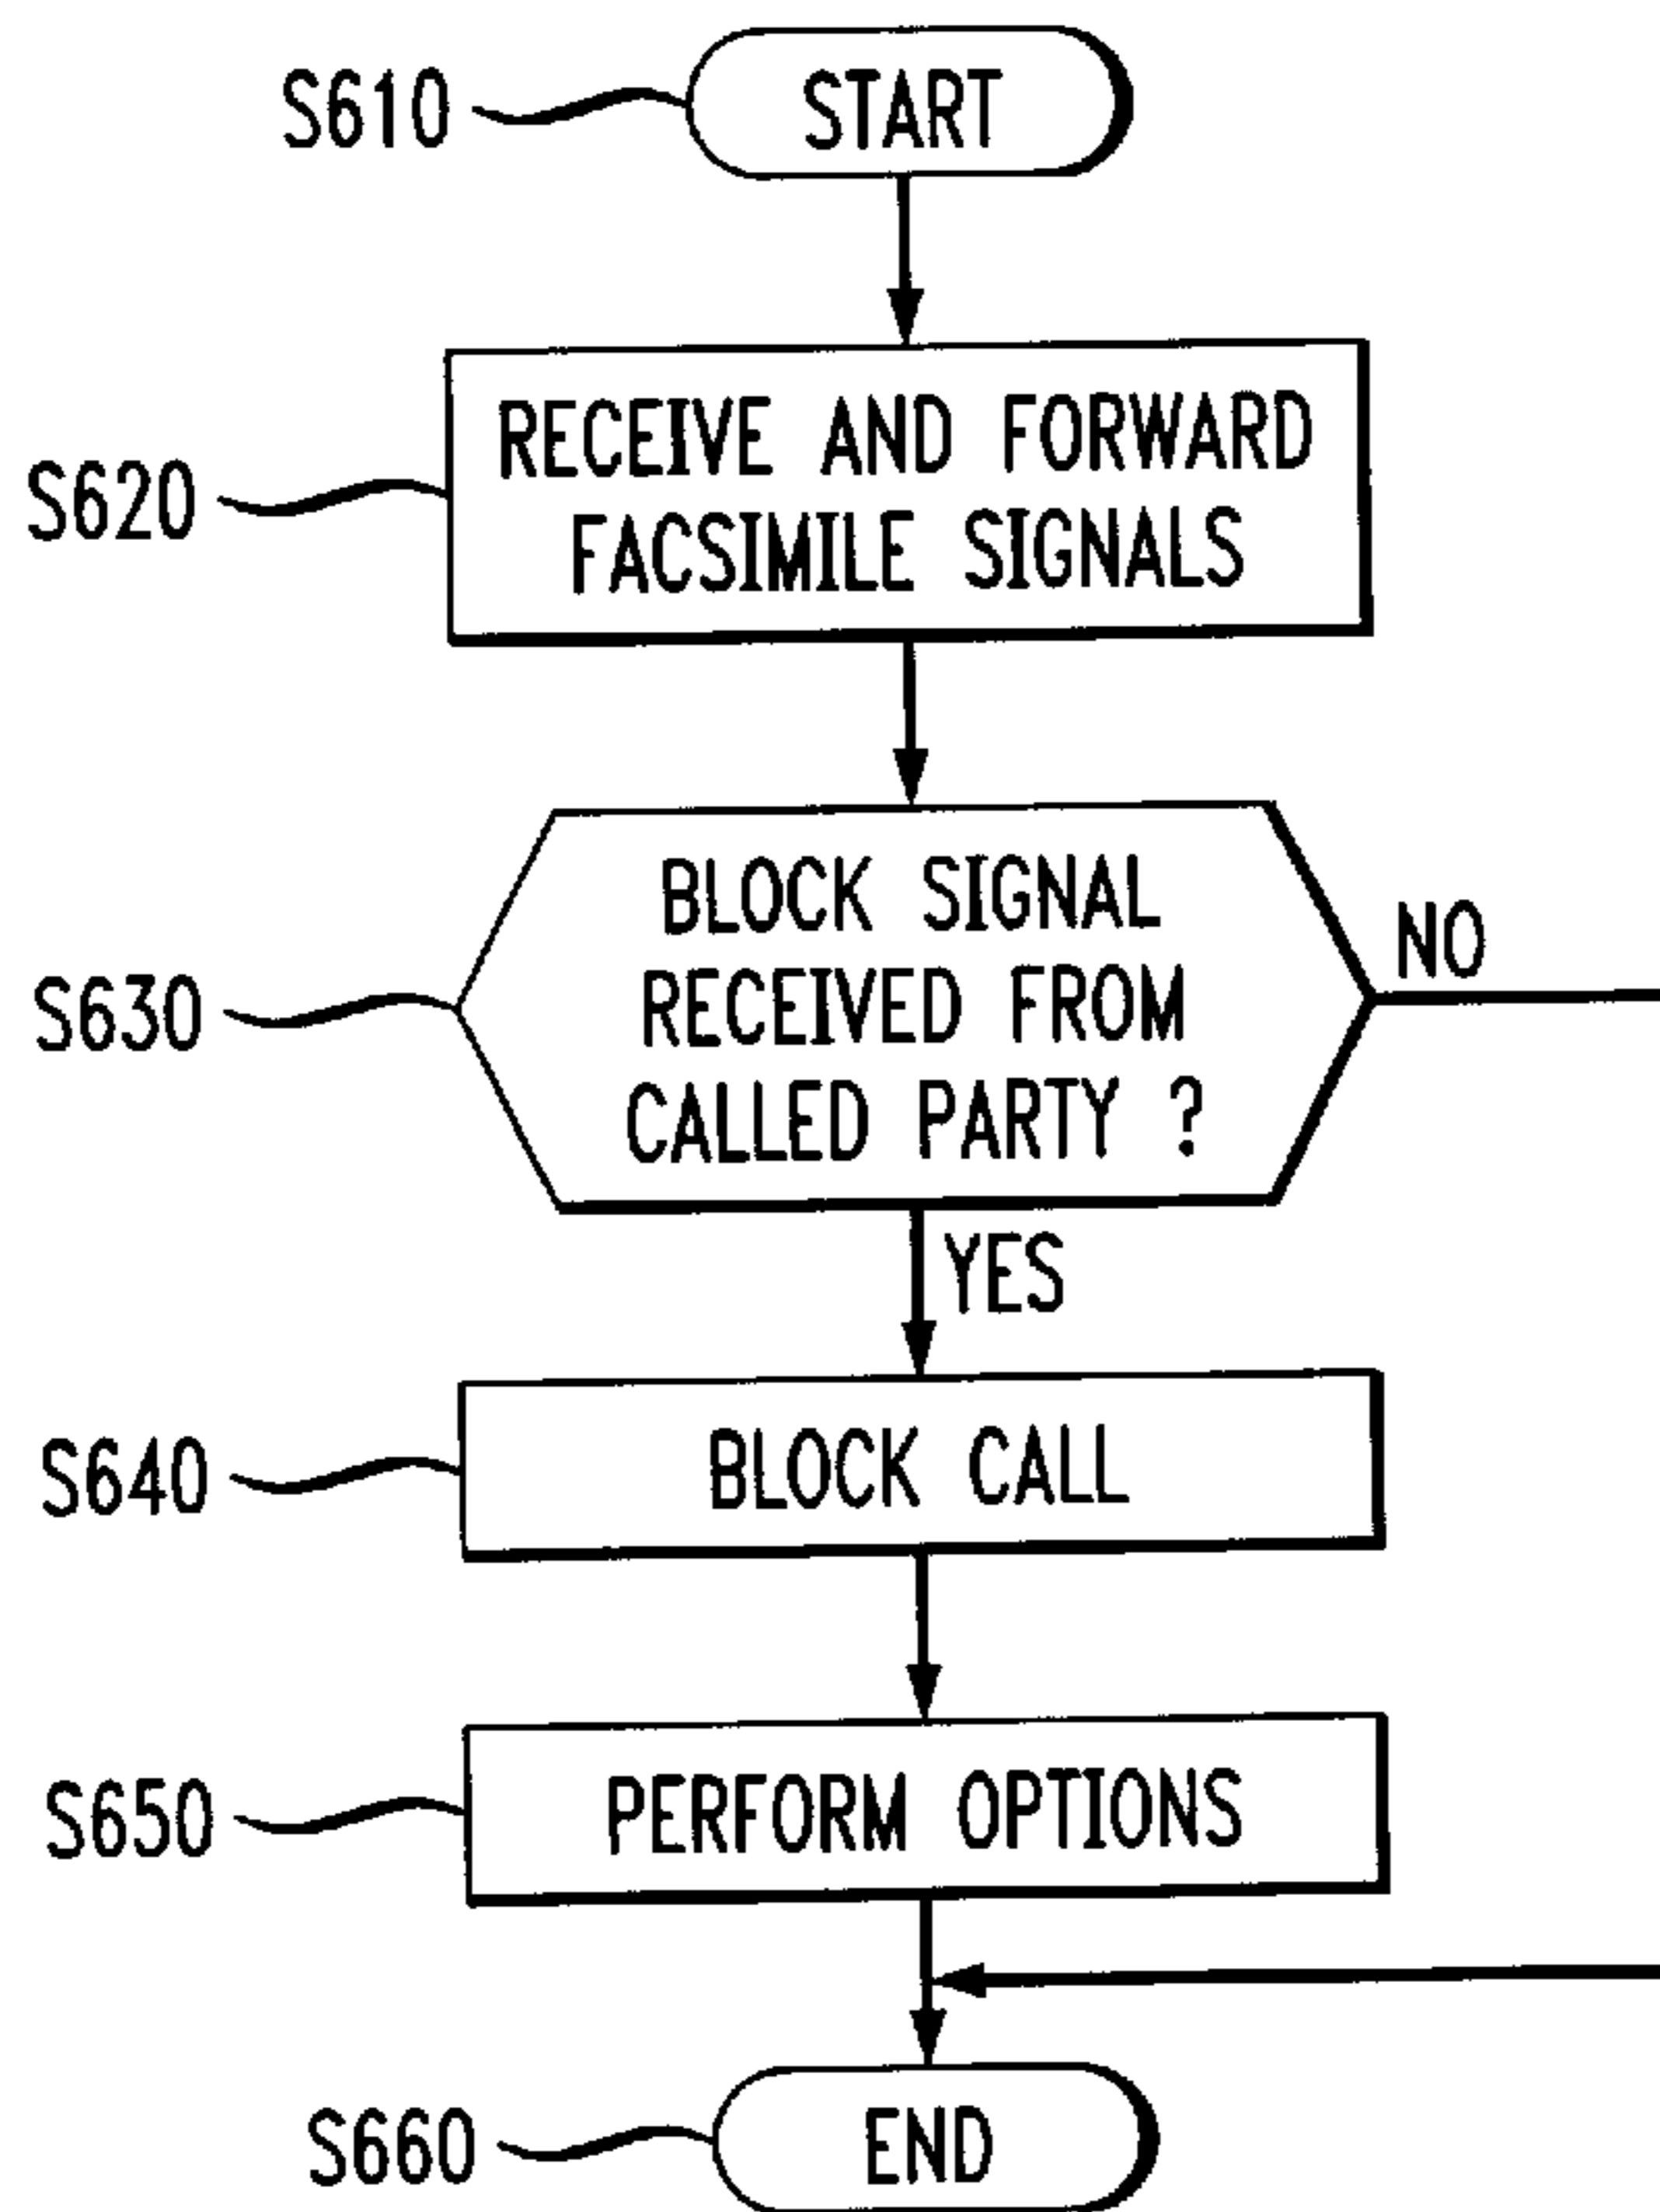 S610
START
S620
RECEIVE AND FORWARD
FACSIMILE SIGNALS
S630
BLOCK SIGNAL
RECEIVED FROM
CALLED PARTY ?
NO
YES
S640
BLOCK CALL
S650
PERFORM OPTIONS
S660
END